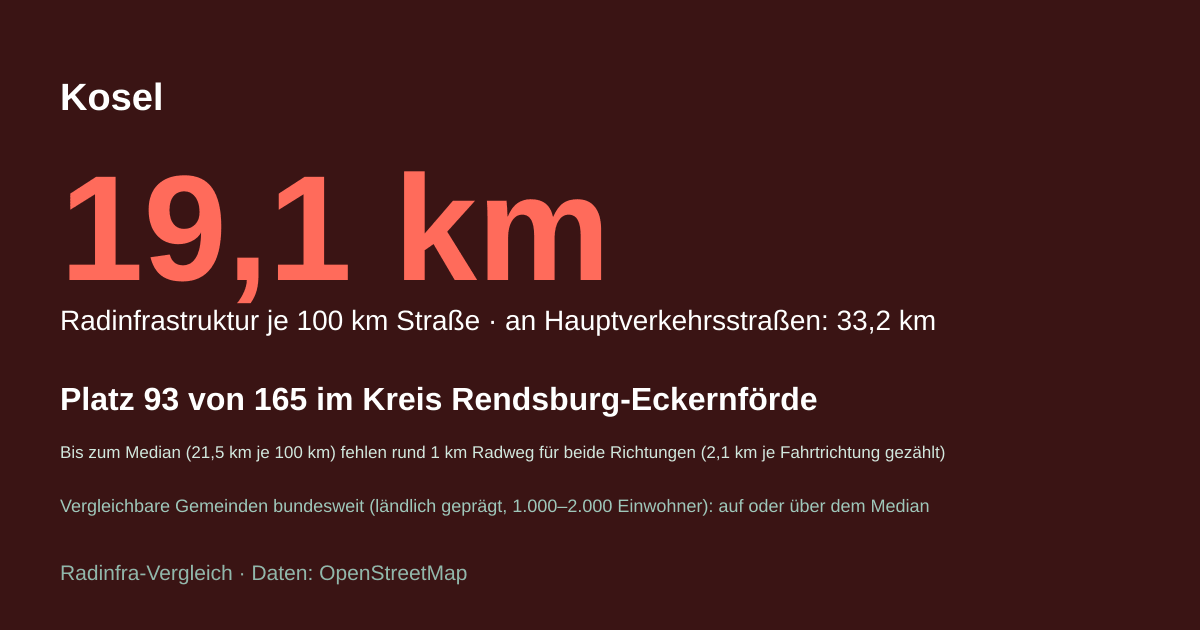 Kosel
19,1 km
Radinfrastruktur je 100 km Straße · an Hauptverkehrsstraßen: 33,2 km
Platz 93 von 165 im Kreis Rendsburg-Eckernförde
Bis zum Median (21,5 km je 100 km) fehlen rund 1 km Radweg für beide Richtungen (2,1 km je Fahrtrichtung gezählt)
Vergleichbare Gemeinden bundesweit (ländlich geprägt, 1.000–2.000 Einwohner): auf oder über dem Median
Radinfra-Vergleich · Daten: OpenStreetMap